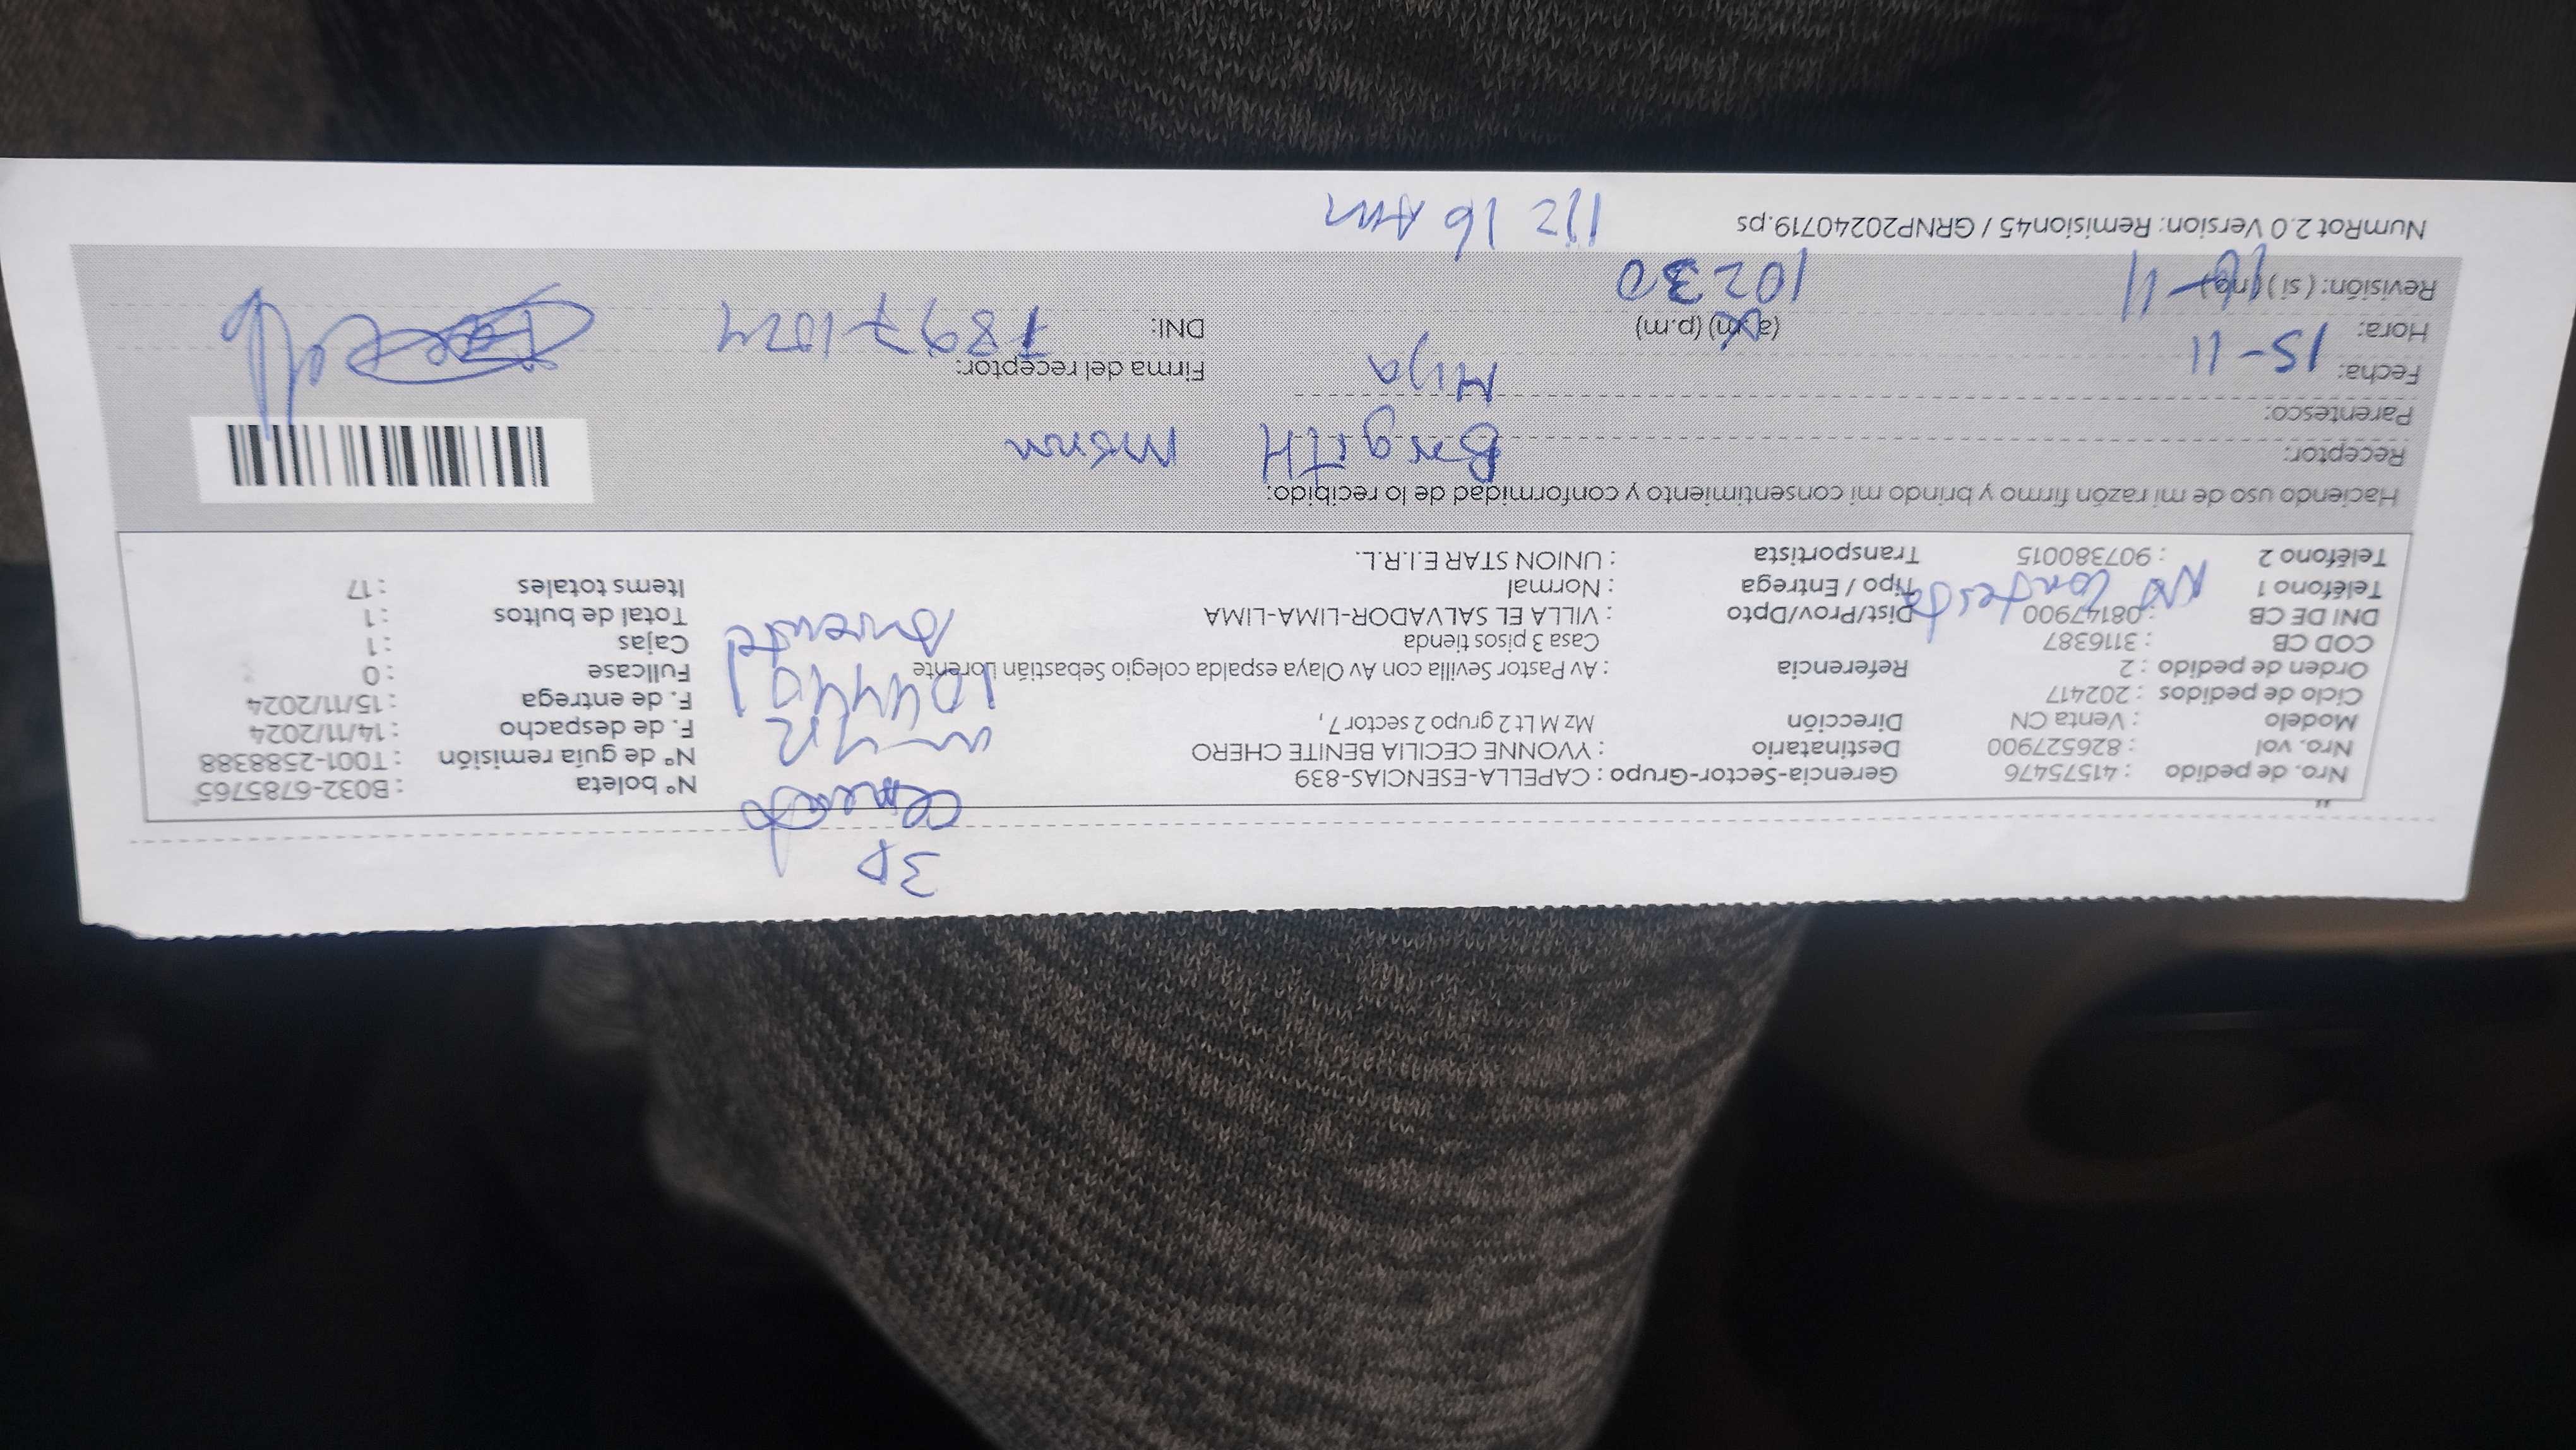 3P
Nro. de pedido : 41575476 Gerencia-Sector-Grupo : CAPELLA-ESENCIAS-839 Nº boleta : B032-6785765
Nro. vol : 826527900 Destinatario : YVONNE CECILIA BENITE CHERO Nº de guía remisión : T001-2588388
Modelo : Venta CN Dirección Mz M Lt 2 grupo 2 sector 7, F. de despacho : 14/11/2024
Ciclo de pedidos : 202417 F. de entrega : 15/11/2024
Orden de pedido : 2 Referencia : Av Pastor Sevilla con Av Olaya espalda colegio Sebastián Lorente Fullcase : 0
COD CB : 3116387 Casa 3 pisos tienda Cajas : 1
DNI DE CB : 08147900 Dist/Prov/Dpto : VILLA EL SALVADOR-LIMA-LIMA Total de bultos : 1
Teléfono 1 No contesta Tipo / Entrega : Normal Items totales : 17
Teléfono 2 : 907380015 Transportista : UNION STAR E.I.R.L.
Haciendo uso de mi razón firmo y brindo mi consentimiento y conformidad de lo recibido:
Receptor: BrigitH
Parentesco: Hija
Fecha: 15-11 Firma del receptor:
Hora: (a.m) (p.m) DNI:
Revisión: (si) (no) 16-11 10230
NumRot 2.0 Version: Remision45 / GRNP20240719.ps 11:16 Am